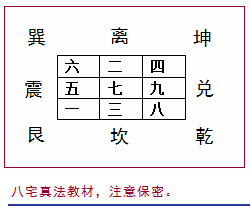 巽 离 坤
六 二 四
震 五 七 九 兑
一 三 八
艮 坎 乾
八宅真法教材，注意保密。